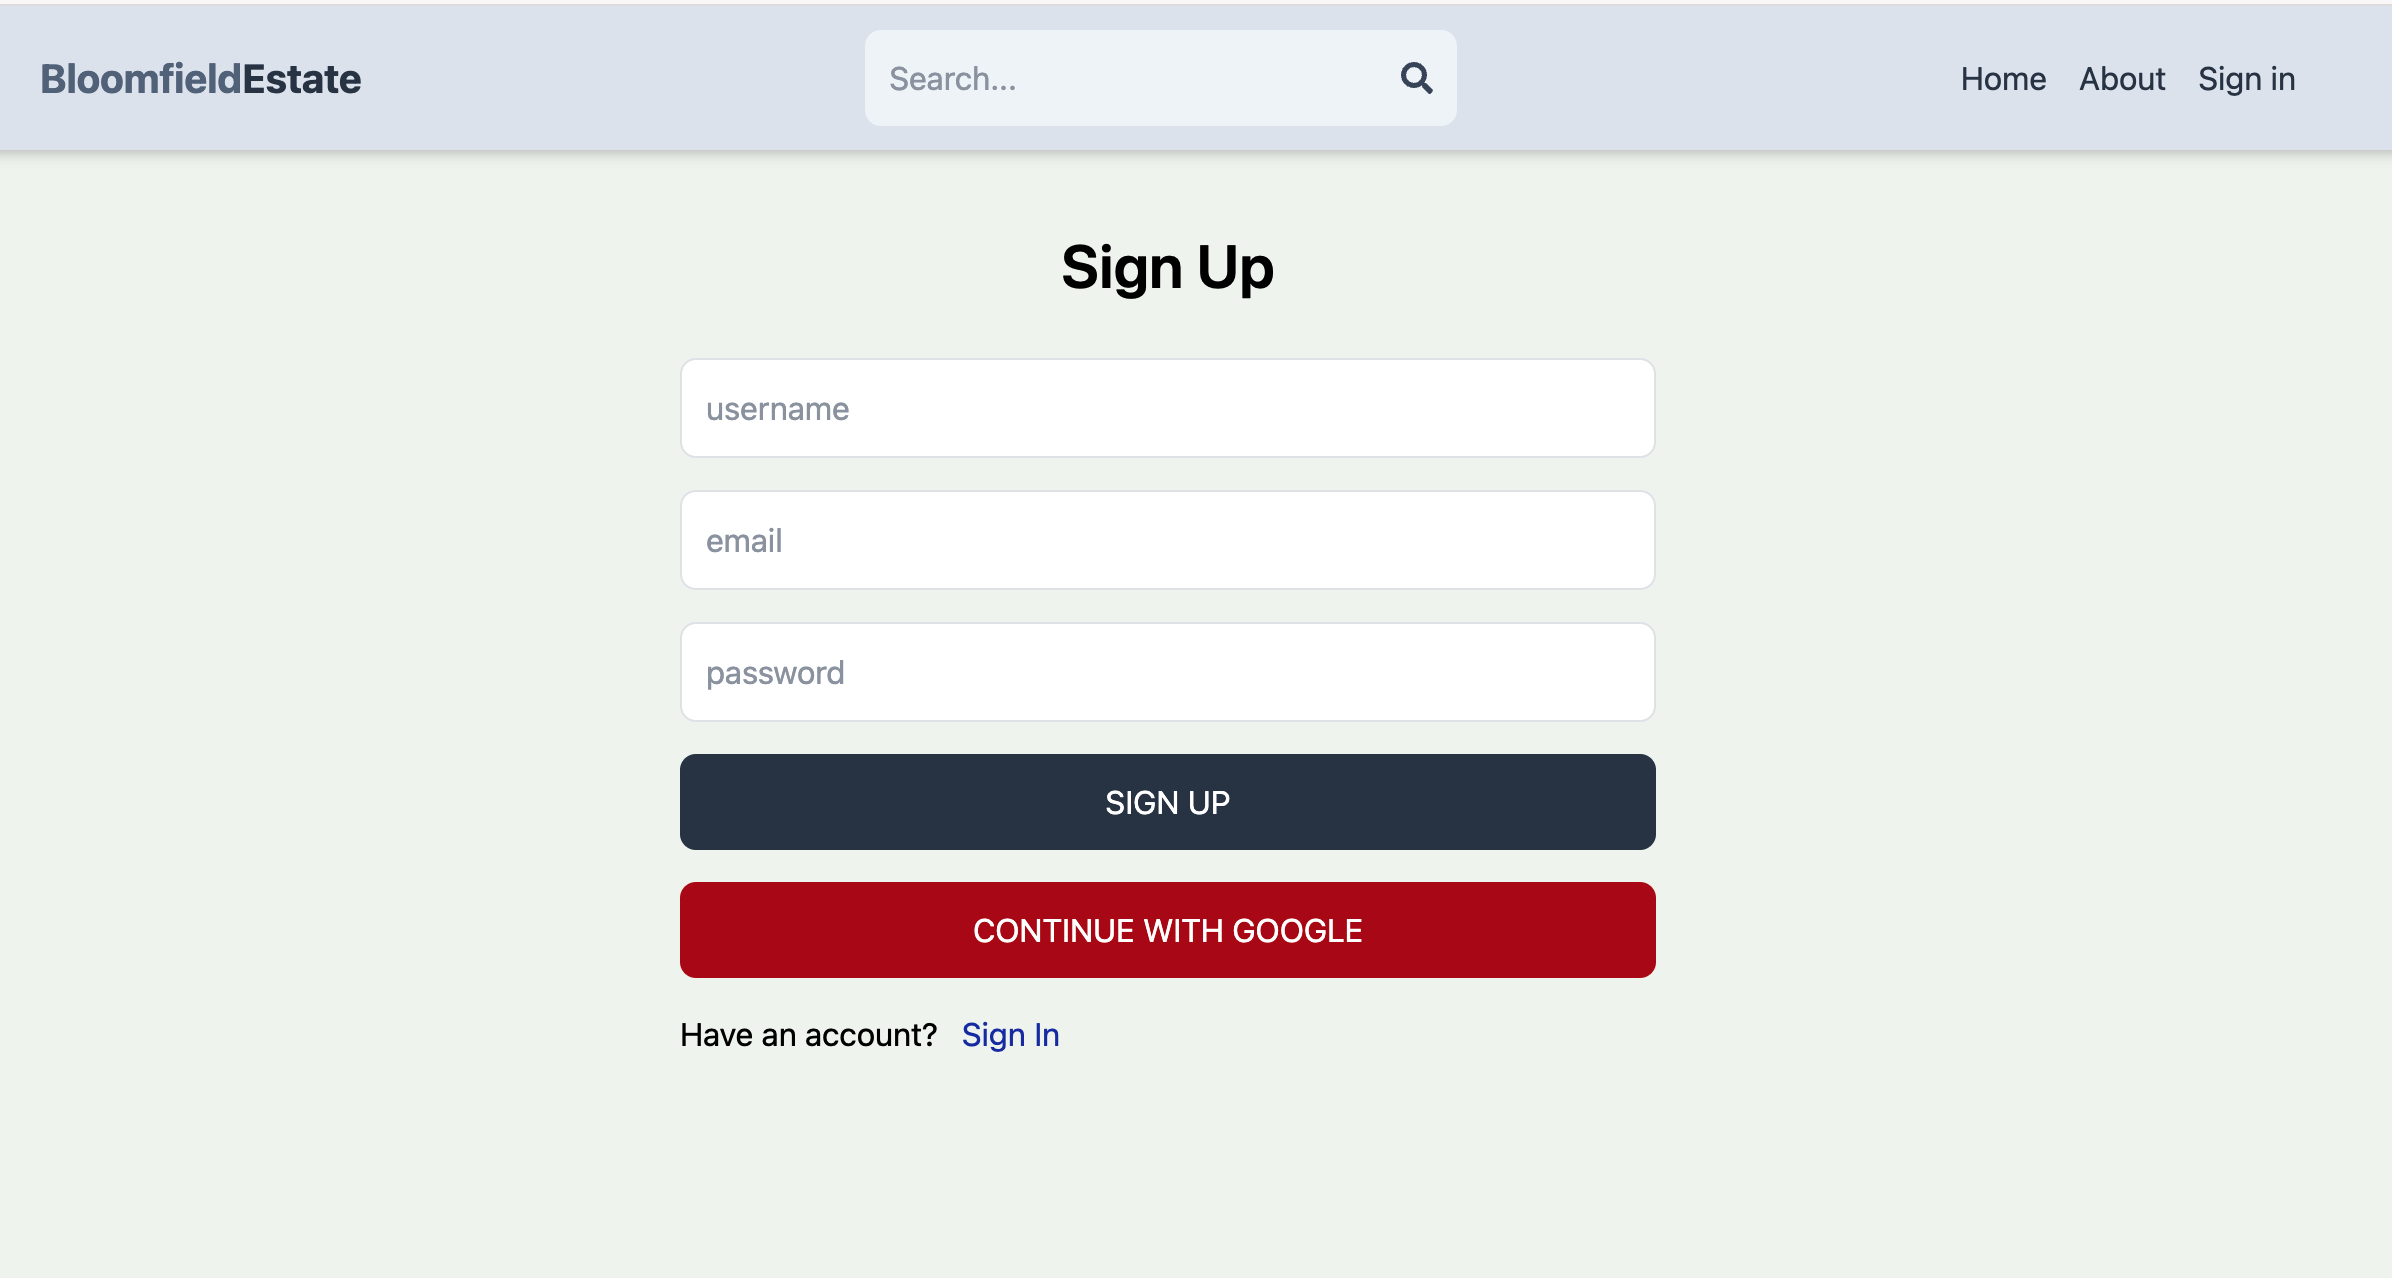 BloomfieldEstate
Search...
Home About Sign in
Sign Up
username
email
password
SIGN UP
CONTINUE WITH GOOGLE
Have an account? Sign In